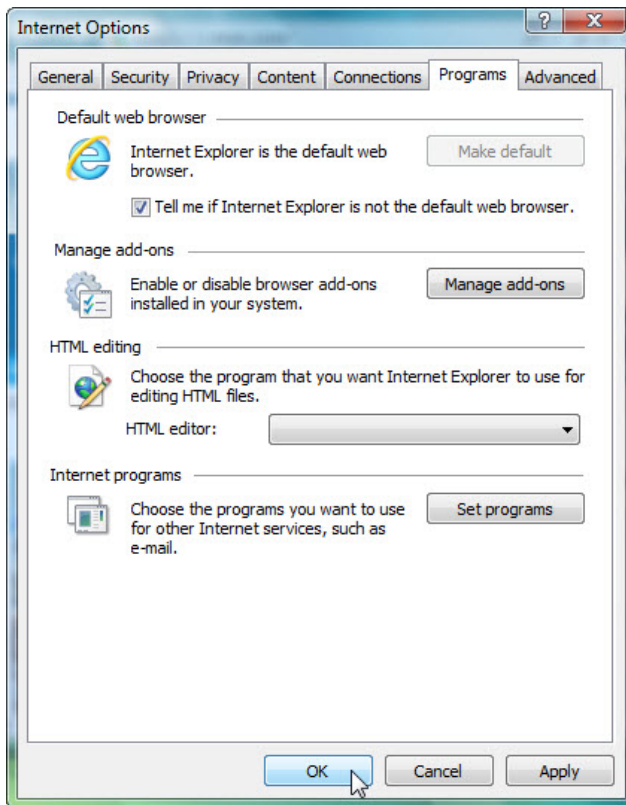 Internet Options
General Security Privacy Content Connections Programs Advanced
Default web browser
Internet Explorer is the default web
browser.
Make default
Tell me if Internet Explorer is not the default web browser.
Manage add-ons
Enable or disable browser add-ons
installed in your system.
Manage add-ons
HTML editing
Choose the program that you want Internet Explorer to use for
editing HTML files.
HTML editor:
Internet programs
Choose the programs you want to use
for other Internet services, such as
e-mail.
Set programs
OK Cancel Apply